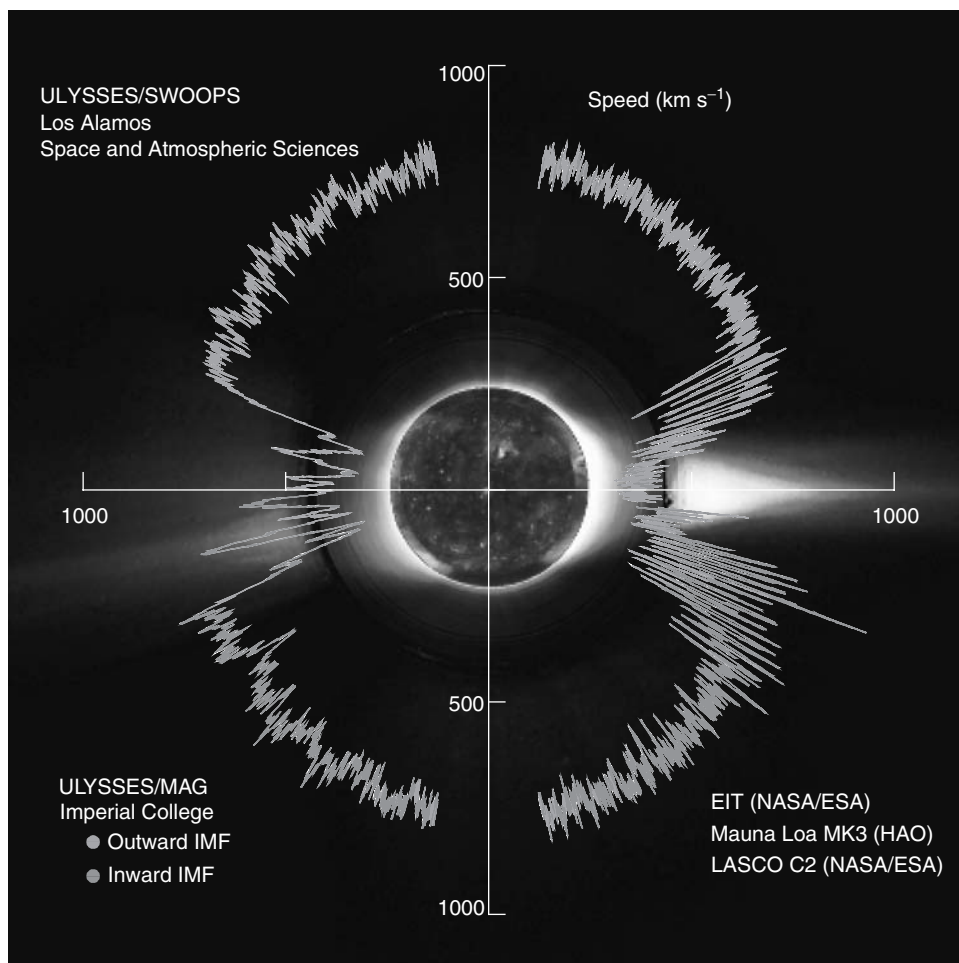 1000
ULYSSES/SWOOPS
Los Alamos
Space and Atmospheric Sciences
Speed (km s⁻¹)
500
1000
1000
500
ULYSSES/MAG
Imperial College
Outward IMF
Inward IMF
EIT (NASA/ESA)
Mauna Loa MK3 (HAO)
LASCO C2 (NASA/ESA)
1000